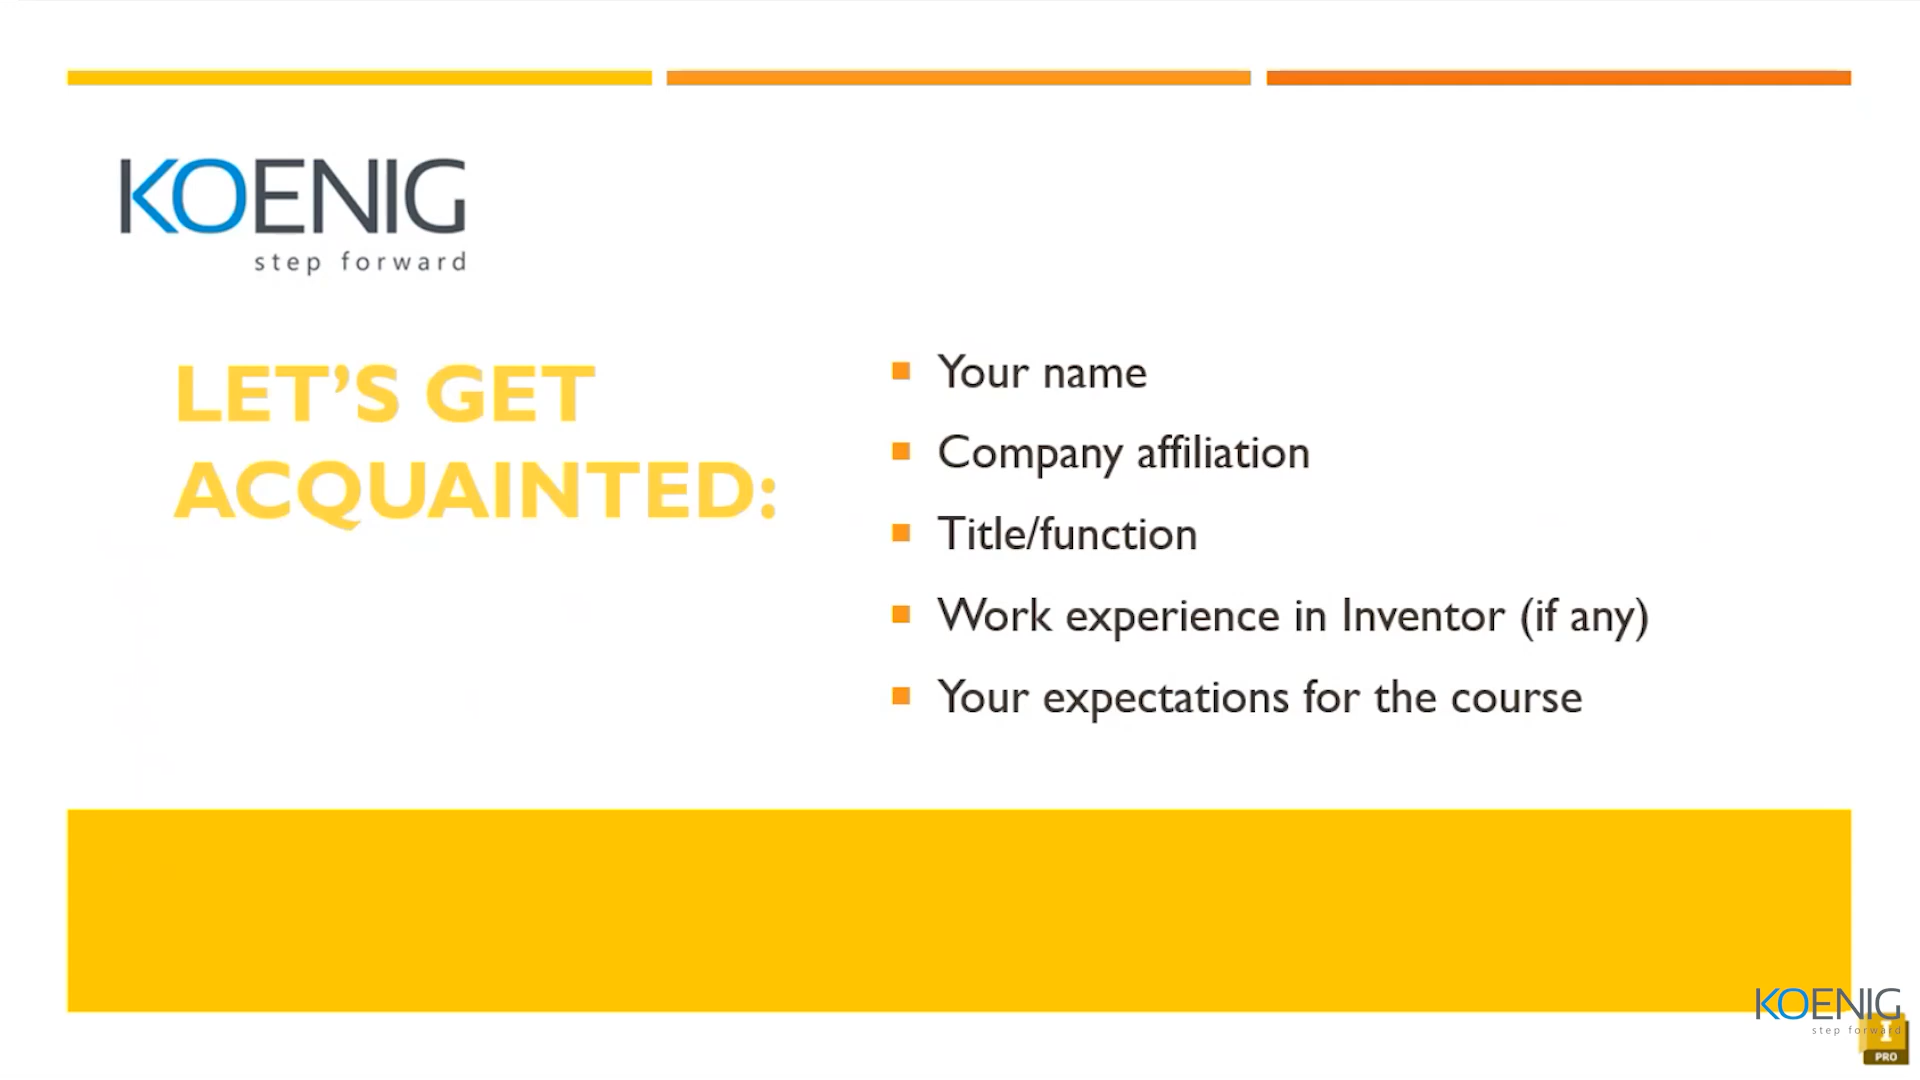 KOENIG
step forward
LET’S GET
ACQUAINTED:
Your name
Company affiliation
Title/function
Work experience in Inventor (if any)
Your expectations for the course
KOENIG
step forward
I
PRO